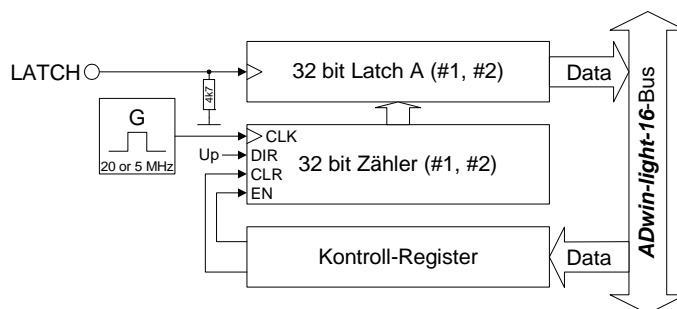 LATCH
32 bit Latch A (#1, #2)
Data
4k7
G
20 or 5 MHz
CLK
Up
DIR
CLR
EN
32 bit Zähler (#1, #2)
Kontroll-Register
Data
ADwin-light-16-Bus